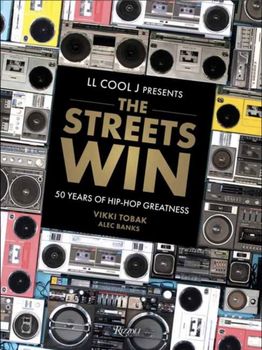 LL COOL J PRESENTS
THE
STREETS
WIN
50 YEARS OF HIP-HOP GREATNESS
VIKKI TOBAK
ALEC BANKS
Rizzoli